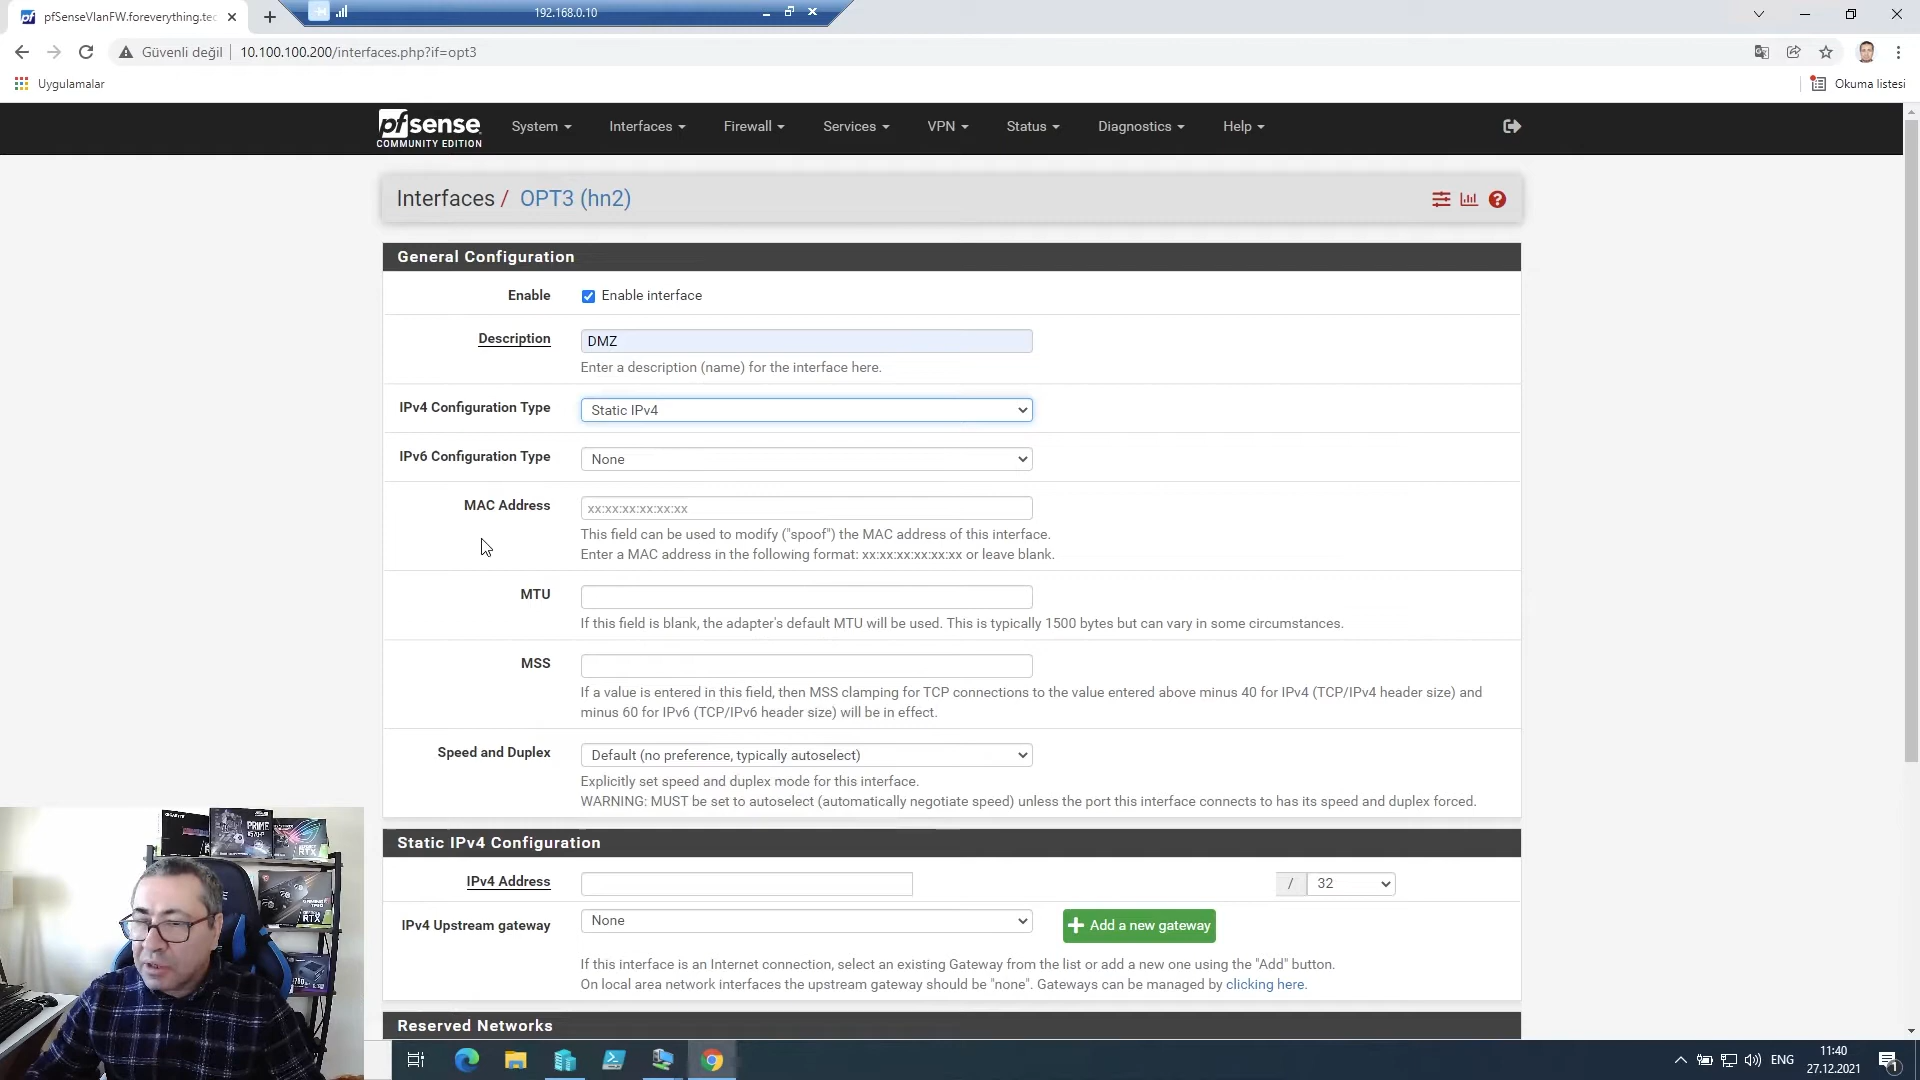 pfSenseVlanFW.foreverything.tec
192.168.0.10
Güvenli değil
10.100.100.200/interfaces.php?if=opt3
Uygulamalar
Okuma listesi
pfsense
COMMUNITY EDITION
System
Interfaces
Firewall
Services
VPN
Status
Diagnostics
Help
Interfaces / OPT3 (hn2)
General Configuration
Enable
Enable interface
Description
DMZ
Enter a description (name) for the interface here.
IPv4 Configuration Type
Static IPv4
IPv6 Configuration Type
None
MAC Address
xx:xx:xx:xx:xx:xx
This field can be used to modify ("spoof") the MAC address of this interface.
Enter a MAC address in the following format: xx:xx:xx:xx:xx:xx or leave blank.
MTU
If this field is blank, the adapter's default MTU will be used. This is typically 1500 bytes but can vary in some circumstances.
MSS
If a value is entered in this field, then MSS clamping for TCP connections to the value entered above minus 40 for IPv4 (TCP/IPv4 header size) and
minus 60 for IPv6 (TCP/IPv6 header size) will be in effect.
Speed and Duplex
Default (no preference, typically autoselect)
Explicitly set speed and duplex mode for this interface.
WARNING: MUST be set to autoselect (automatically negotiate speed) unless the port this interface connects to has its speed and duplex forced.
Static IPv4 Configuration
IPv4 Address
/ 32
IPv4 Upstream gateway
None
Add a new gateway
If this interface is an Internet connection, select an existing Gateway from the list or add a new one using the "Add" button.
On local area network interfaces the upstream gateway should be "none". Gateways can be managed by clicking here.
Reserved Networks
GIGABYTE
PRIME
RTX
ENG
11:40
27.12.2021
1